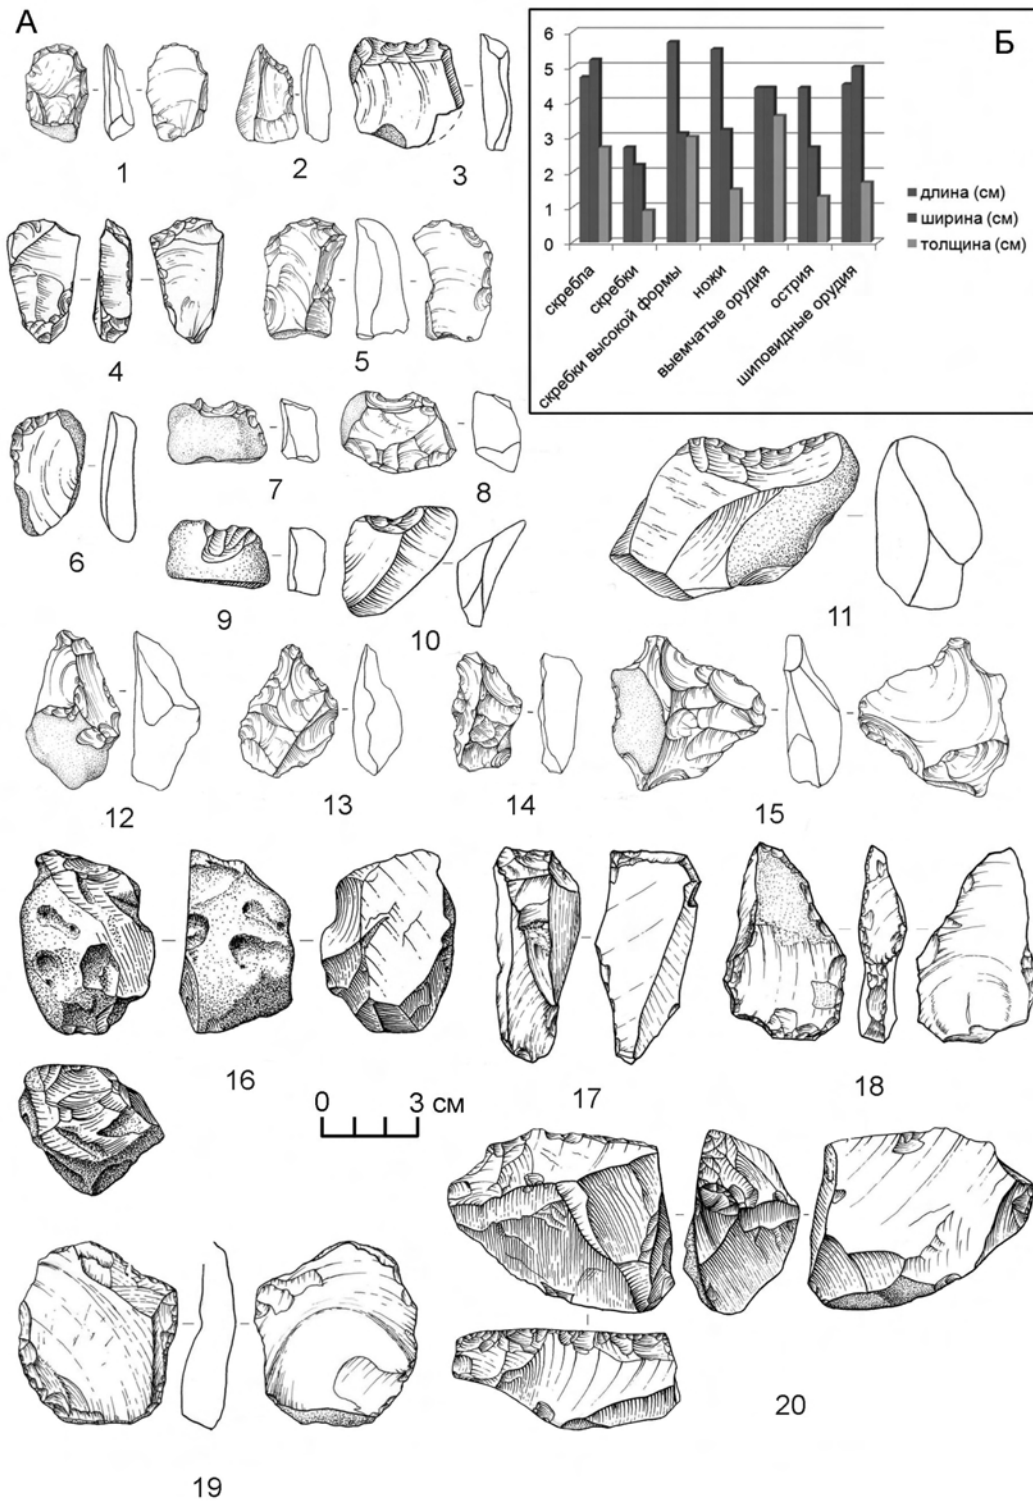 А
Б
6
5
4
3
2
1
0
длина (см)
ширина (см)
толщина (см)
скребла
скребки
скребки высокой формы
ножи
выемчатые орудия
острия
шиповидные орудия
1
2
3
4
5
6
7
8
9
10
11
12
13
14
15
16
0 3 см
17
18
19
20